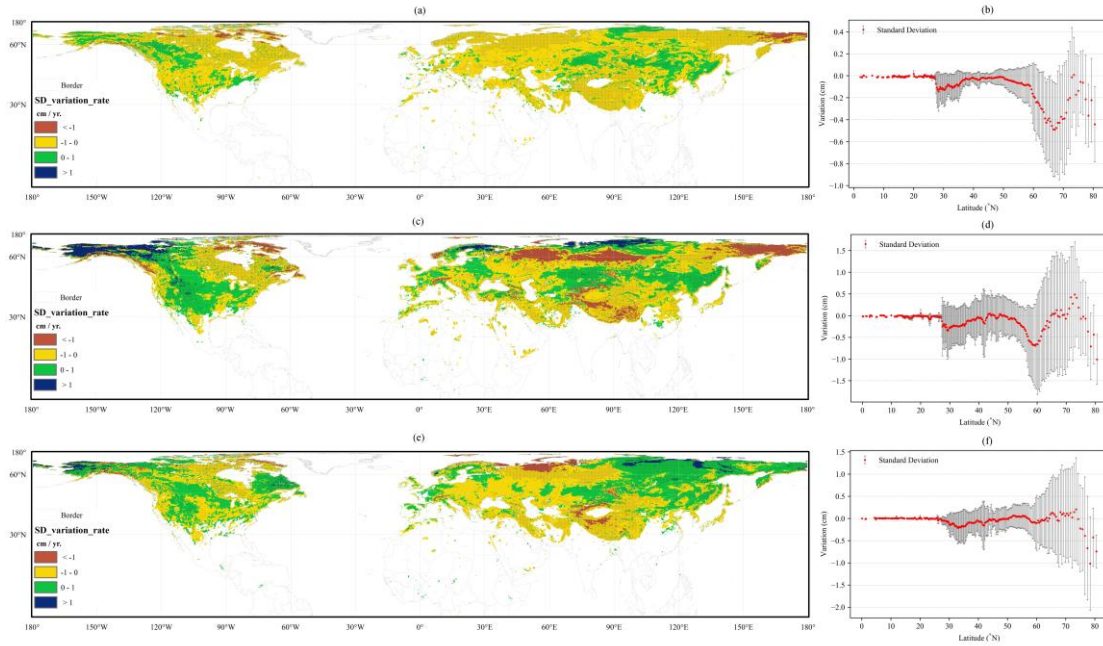 (a)
180°
60°N
30°N
Border
SD_variation_rate
cm / yr.
< -1
-1 - 0
0 - 1
> 1
180° 150°W 120°W 90°W 60°W 30°W 0° 30°E 60°E 90°E 120°E 150°E 180°
(b)
Standard Deviation
Variation (cm)
0.4
0.2
0.0
-0.2
-0.4
-0.6
-0.8
-1.0
0 10 20 30 40 50 60 70 80
Latitude (°N)
(c)
180°
60°N
30°N
Border
SD_variation_rate
cm / yr.
< -1
-1 - 0
0 - 1
> 1
180° 150°W 120°W 90°W 60°W 30°W 0° 30°E 60°E 90°E 120°E 150°E 180°
(d)
Standard Deviation
Variation (cm)
1.5
1.0
0.5
0.0
-0.5
-1.0
-1.5
0 10 20 30 40 50 60 70 80
Latitude (°N)
(e)
180°
60°N
30°N
Border
SD_variation_rate
cm / yr.
< -1
-1 - 0
0 - 1
> 1
180° 150°W 120°W 90°W 60°W 30°W 0° 30°E 60°E 90°E 120°E 150°E 180°
(f)
Standard Deviation
Variation (cm)
1.5
1.0
0.5
0.0
-0.5
-1.0
-1.5
-2.0
0 10 20 30 40 50 60 70 80
Latitude (°N)